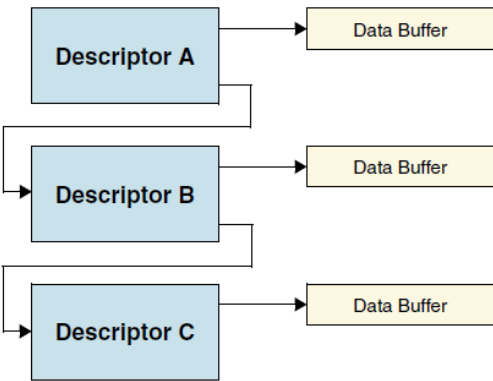 Descriptor A
Data Buffer
Descriptor B
Data Buffer
Descriptor C
Data Buffer